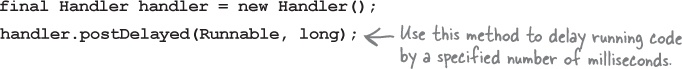 final Handler handler = new Handler();
handler.postDelayed(Runnable, long);
Use this method to delay running code
by a specified number of milliseconds.